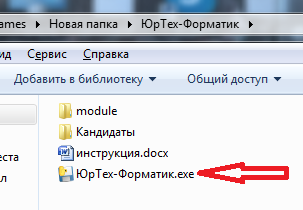 ames ▸ Новая папка ▸ ЮрТех-Форматик ▸
ид Сервис Справка
Добавить в библиотеку ▾ Общий доступ ▾
module
Кандидаты
еста инструкция.docx
л ЮрТех-Форматик.exe